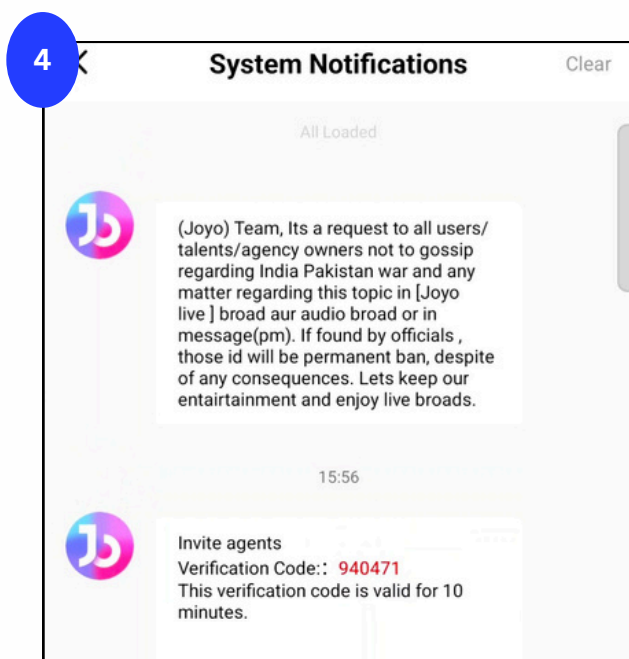 4
System Notifications
Clear
All Loaded
(Joyo) Team, Its a request to all users/
talents/agency owners not to gossip
regarding India Pakistan war and any
matter regarding this topic in [Joyo
live ] broad aur audio broad or in
message(pm). If found by officials ,
those id will be permanent ban, despite
of any consequences. Lets keep our
entairtainment and enjoy live broads.
15:56
Invite agents
Verification Code:： 940471
This verification code is valid for 10
minutes.